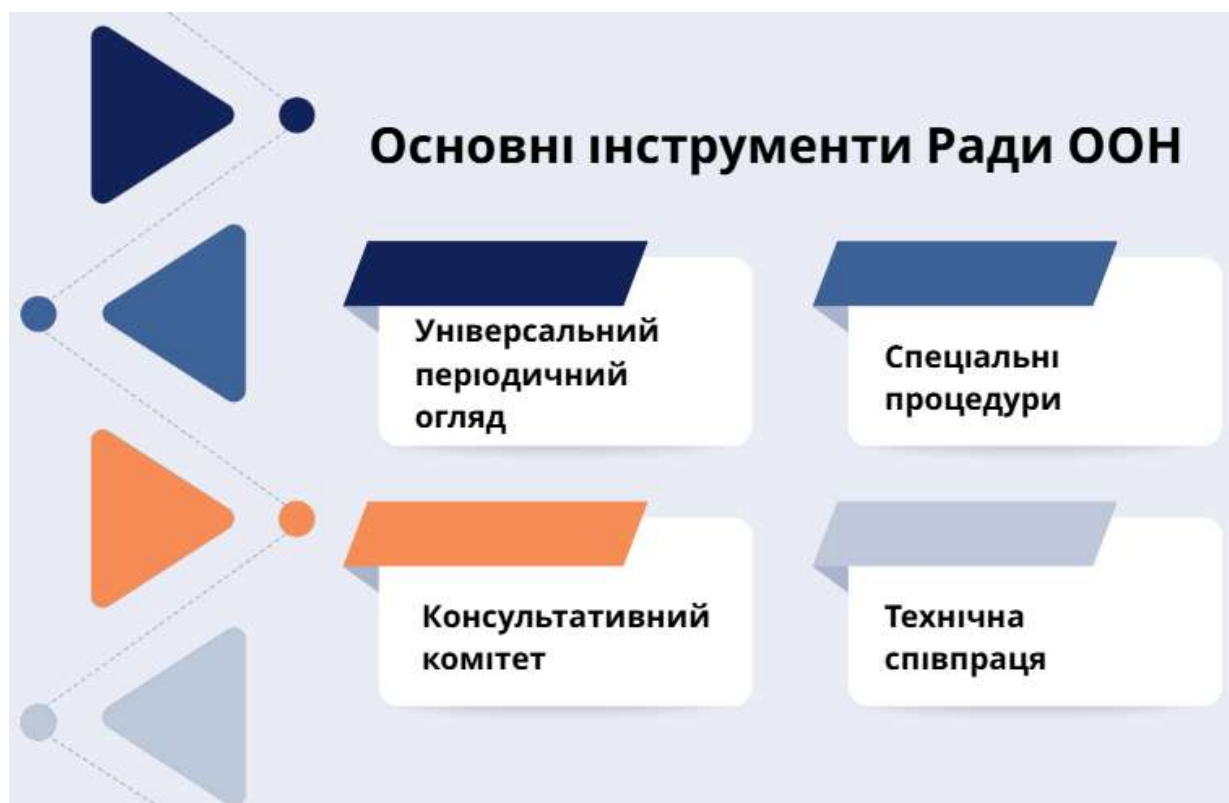 Основні інструменти Ради ООН
Універсальний
періодичний
огляд
Спеціальні
процедури
Консультативний
комітет
Технічна
співпраця